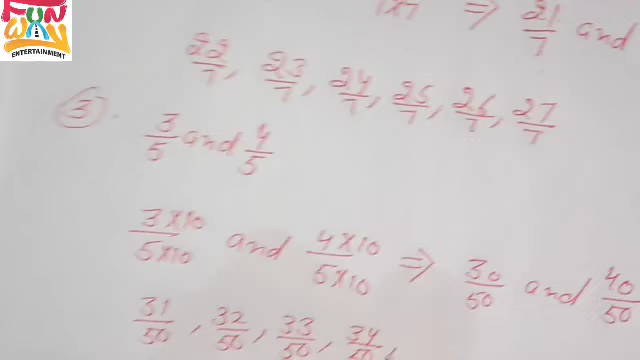 FUN
WAY
ENTERTAINMENT
1×7 ⇒ 21/7 and
22/7, 23/7, 24/7, 25/7, 26/7, 27/7
③. 3/5 and 4/5
3×10/5×10 and 4×10/5×10 ⇒ 30/50 and 40/50
31/50, 32/50, 33/50, 34/50,